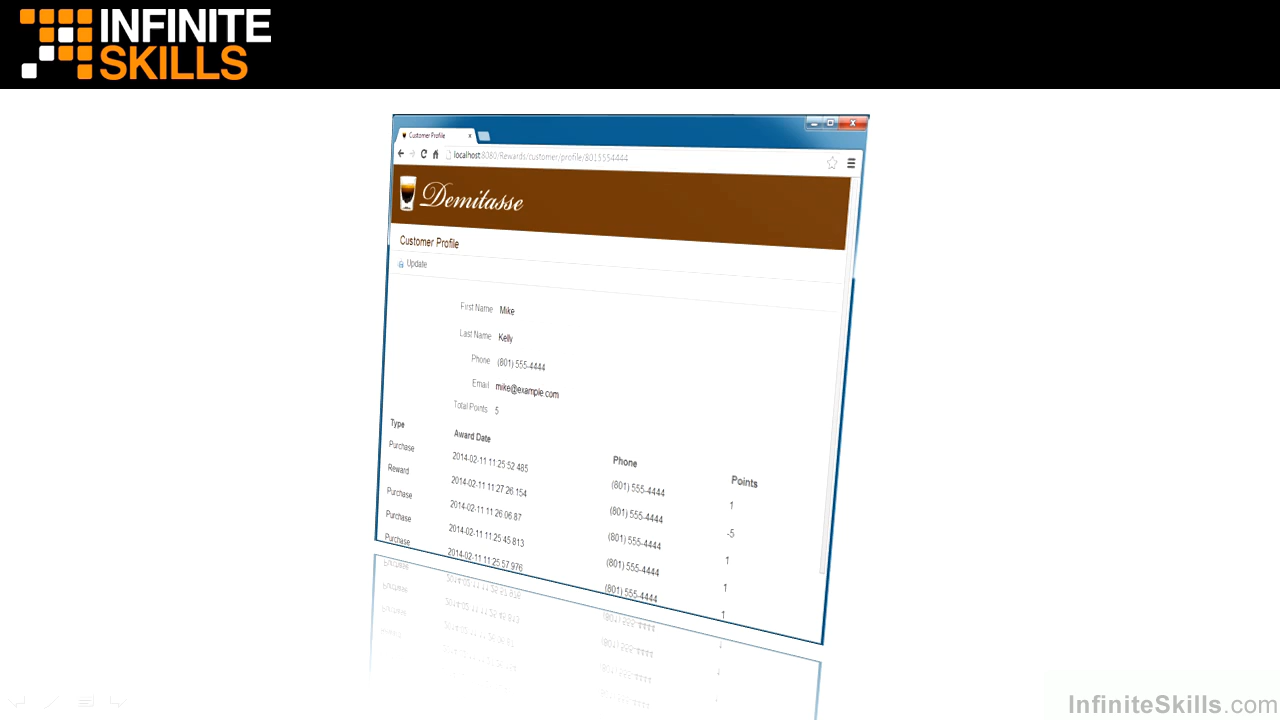 INFINITE
SKILLS
Customer Profile
localhost:8080/Rewards/customer/profile/8015554444
Demitasse
Customer Profile
Update
First Name Mike
Last Name Kelly
Phone (801) 555-4444
Email mike@example.com
Total Points 5
Type Award Date Phone Points
Purchase 2014-02-11 11:25:52.485 (801) 555-4444 1
Reward 2014-02-11 11:27:26.154 (801) 555-4444 -5
Purchase 2014-02-11 11:26:06.87 (801) 555-4444 1
Purchase 2014-02-11 11:25:45.813 (801) 555-4444 1
Purchase 2014-02-11 11:25:57.976 (801) 555-4444 1
InfiniteSkills.com